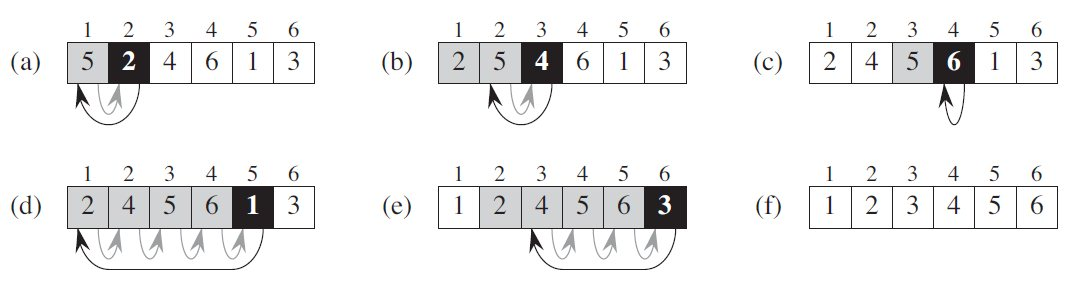 1 2 3 4 5 6
(a) 5 2 4 6 1 3
1 2 3 4 5 6
(b) 2 5 4 6 1 3
1 2 3 4 5 6
(c) 2 4 5 6 1 3
1 2 3 4 5 6
(d) 2 4 5 6 1 3
1 2 3 4 5 6
(e) 1 2 4 5 6 3
1 2 3 4 5 6
(f) 1 2 3 4 5 6